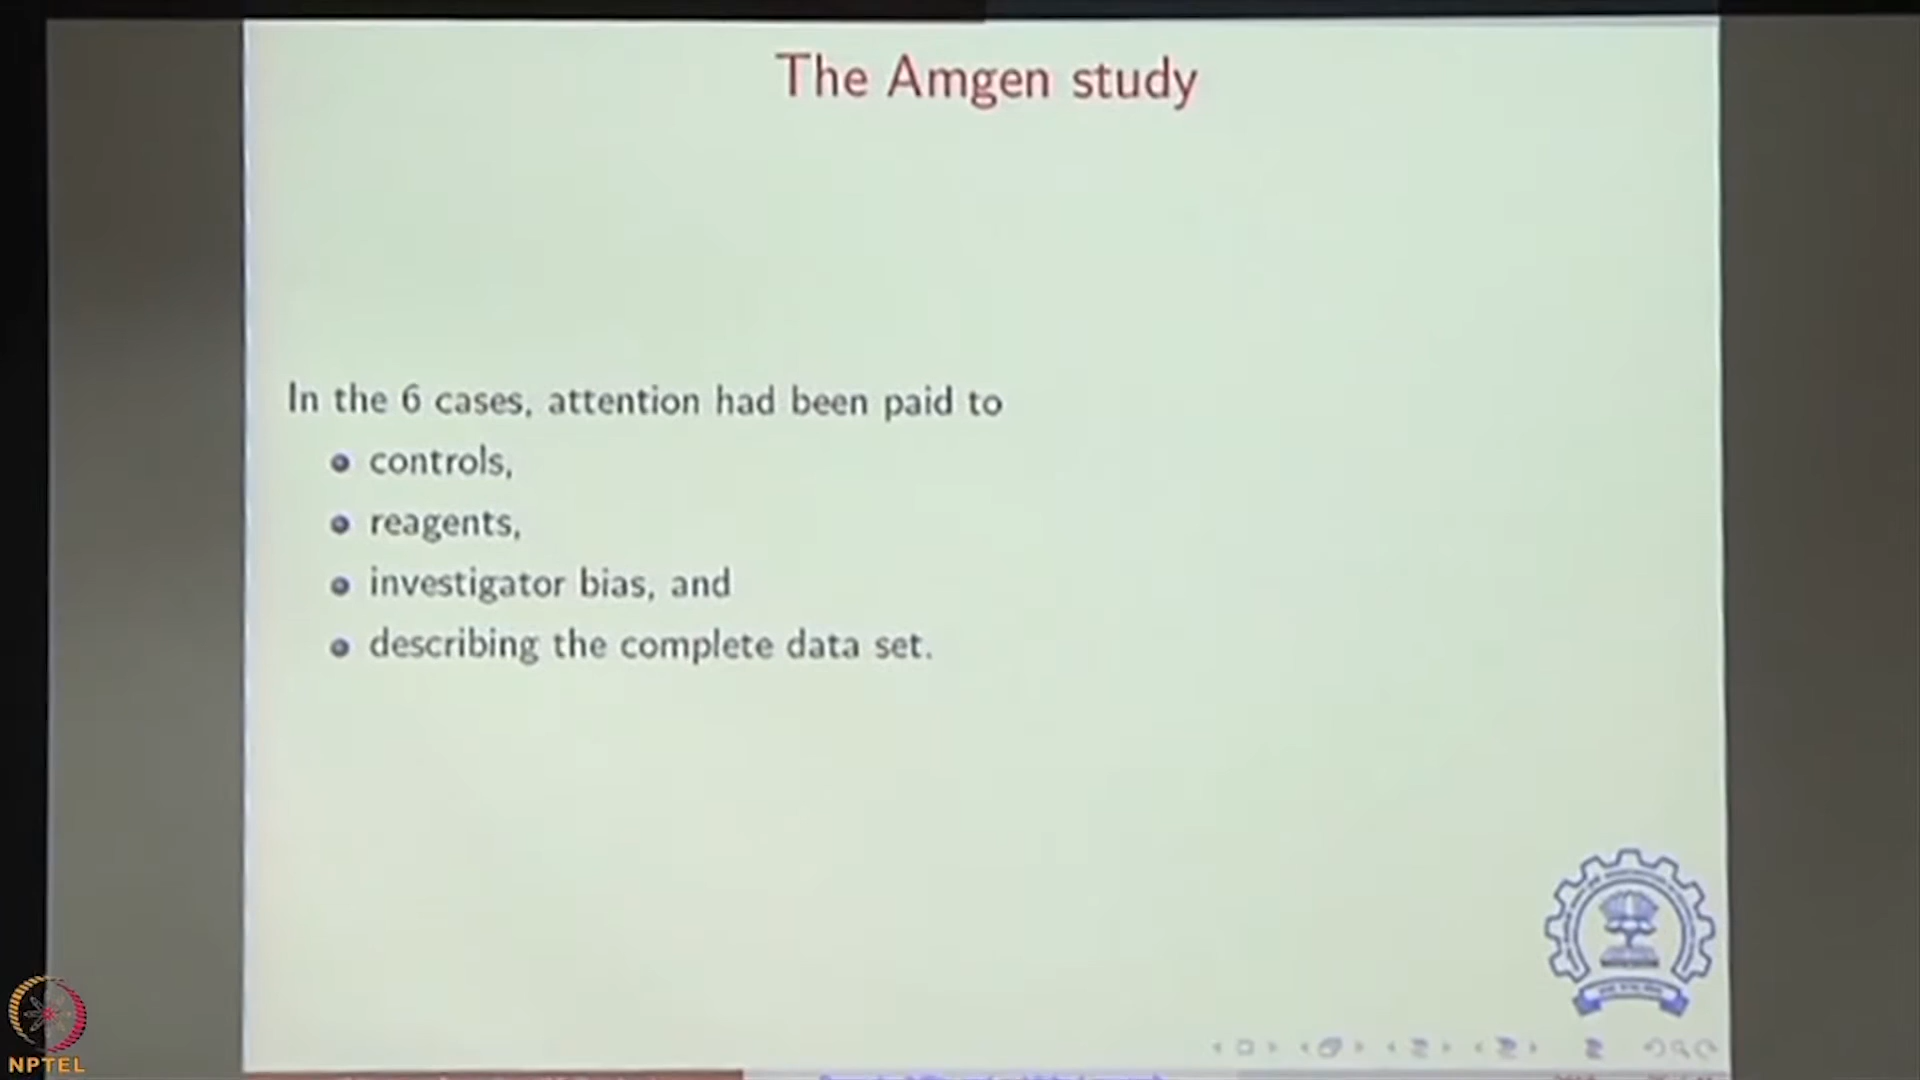 The Amgen study
In the 6 cases, attention had been paid to
controls,
reagents,
investigator bias, and
describing the complete data set.
NPTEL